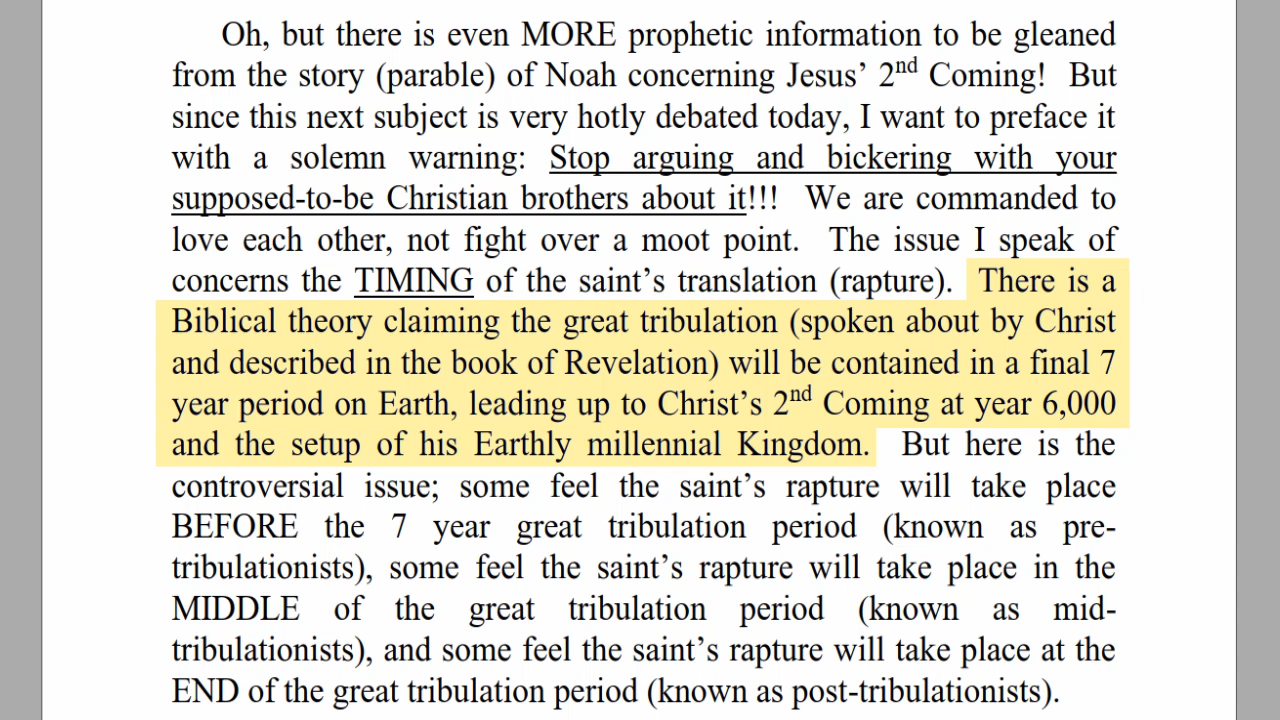 Oh, but there is even MORE prophetic information to be gleaned
from the story (parable) of Noah concerning Jesus’ 2nd Coming! But
since this next subject is very hotly debated today, I want to preface it
with a solemn warning: Stop arguing and bickering with your
supposed-to-be Christian brothers about it!!! We are commanded to
love each other, not fight over a moot point. The issue I speak of
concerns the TIMING of the saint’s translation (rapture). There is a
Biblical theory claiming the great tribulation (spoken about by Christ
and described in the book of Revelation) will be contained in a final 7
year period on Earth, leading up to Christ’s 2nd Coming at year 6,000
and the setup of his Earthly millennial Kingdom. But here is the
controversial issue; some feel the saint’s rapture will take place
BEFORE the 7 year great tribulation period (known as pre-
tribulationists), some feel the saint’s rapture will take place in the
MIDDLE of the great tribulation period (known as mid-
tribulationists), and some feel the saint’s rapture will take place at the
END of the great tribulation period (known as post-tribulationists).